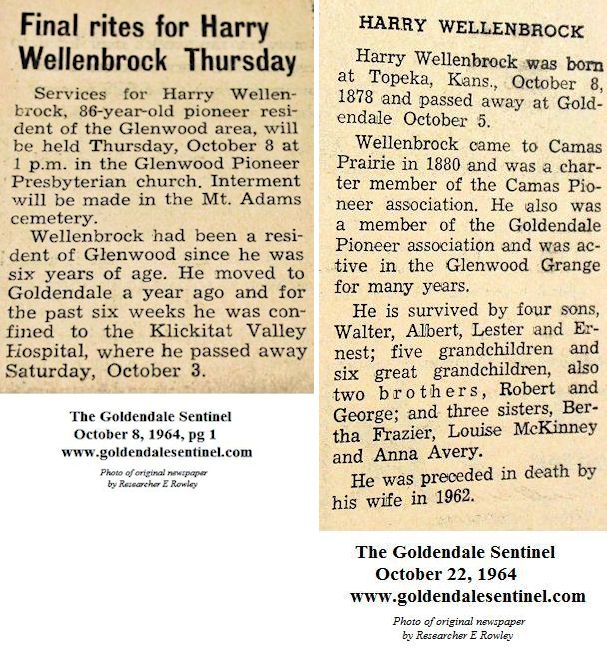 Final rites for Harry
Wellenbrock Thursday
Services for Harry Wellen-
brock, 86-year-old pioneer resi-
dent of the Glenwood area, will
be held Thursday, October 8 at
1 p.m. in the Glenwood Pioneer
Presbyterian church. Interment
will be made in the Mt. Adams
cemetery.
Wellenbrock had been a resi-
dent of Glenwood since he was
six years of age. He moved to
Goldendale a year ago and for
the past six weeks he was con-
fined to the Klickitat Valley
Hospital, where he passed away
Saturday, October 3.
The Goldendale Sentinel
October 8, 1964, pg 1
www.goldendalesentinel.com
Photo of original newspaper
by Researcher E Rowley
HARRY WELLENBROCK
Harry Wellenbrock was born
at Topeka, Kans., October 8,
1878 and passed away at Gold-
endale October 5.
Wellenbrock came to Camas
Prairie in 1880 and was a char-
ter member of the Camas Pio-
neer association. He also was
a member of the Goldendale
Pioneer association and was ac-
tive in the Glenwood Grange
for many years.
He is survived by four sons,
Walter, Albert, Lester and Er-
nest; five grandchildren and
six great grandchildren, also
two brothers, Robert and
George; and three sisters, Ber-
tha Frazier, Louise McKinney
and Anna Avery.
He was preceded in death by
his wife in 1962.
The Goldendale Sentinel
October 22, 1964
www.goldendalesentinel.com
Photo of original newspaper
by Researcher E Rowley